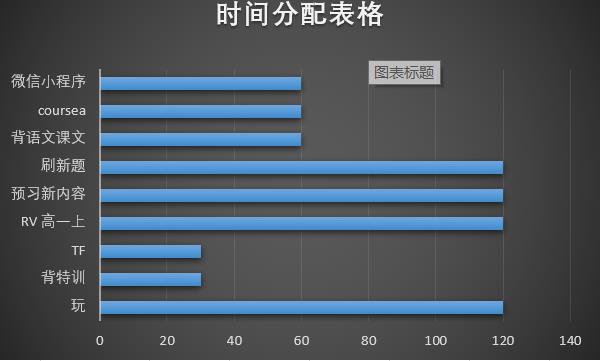 时间分配表格
图表标题
微信小程序
coursea
背语文课文
刷新题
预习新内容
RV 高一上
TF
背特训
玩
0 20 40 60 80 100 120 140